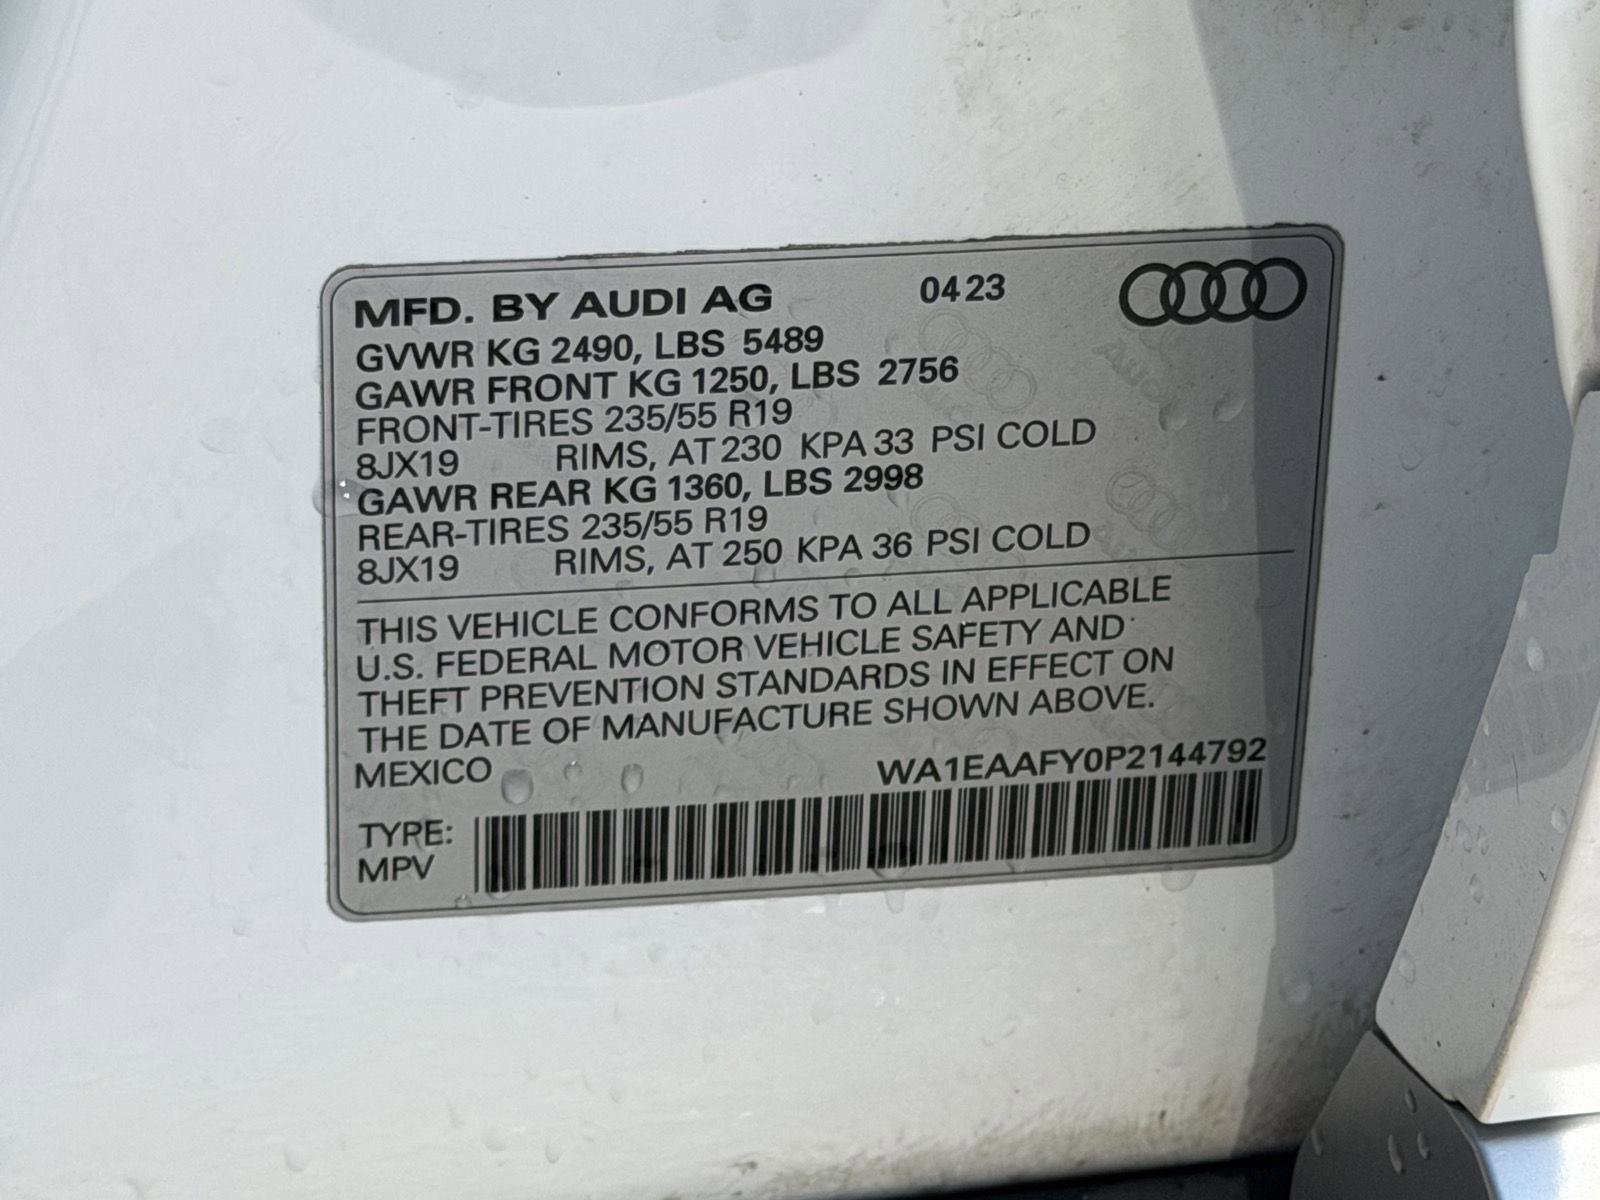 MFD. BY AUDI AG 04 23
GVWR KG 2490, LBS 5489
GAWR FRONT KG 1250, LBS 2756
FRONT-TIRES 235/55 R19
8JX19 RIMS, AT 230 KPA 33 PSI COLD
GAWR REAR KG 1360, LBS 2998
REAR-TIRES 235/55 R19
8JX19 RIMS, AT 250 KPA 36 PSI COLD
THIS VEHICLE CONFORMS TO ALL APPLICABLE
U.S. FEDERAL MOTOR VEHICLE SAFETY AND
THEFT PREVENTION STANDARDS IN EFFECT ON
THE DATE OF MANUFACTURE SHOWN ABOVE.
MEXICO WA1EAAFY0P2144792
TYPE:
MPV